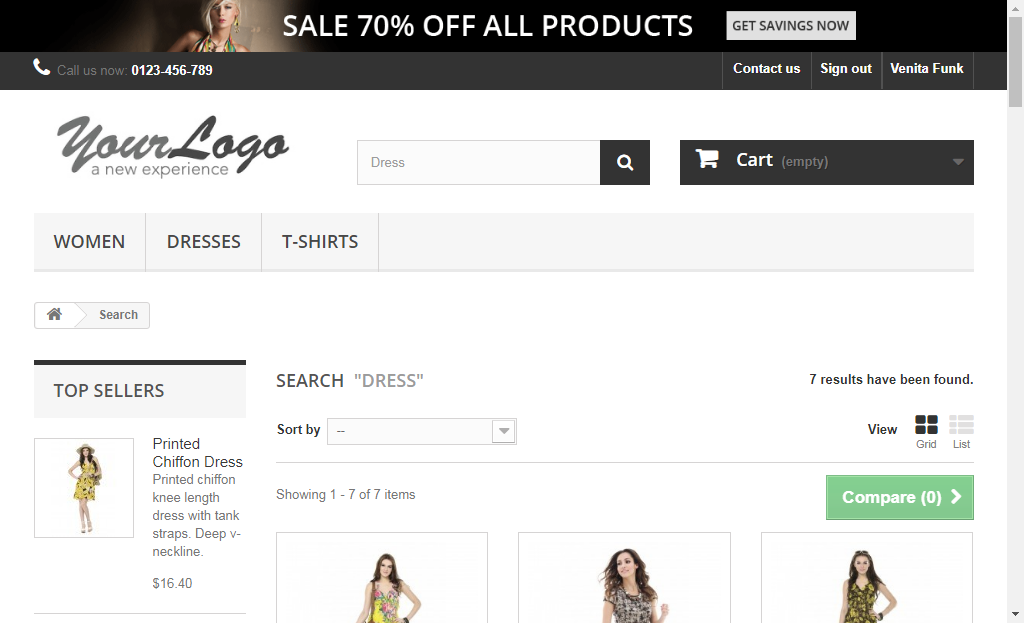 SALE 70% OFF ALL PRODUCTS
GET SAVINGS NOW
Call us now: 0123-456-789
Contact us
Sign out
Venita Funk
YourLogo
a new experience
Dress
Cart (empty)
WOMEN
DRESSES
T-SHIRTS
Search
TOP SELLERS
Printed
Chiffon Dress
Printed chiffon
knee length
dress with tank
straps. Deep v-
neckline.
$16.40
SEARCH "DRESS"
7 results have been found.
Sort by
--
View
Grid
List
Showing 1 - 7 of 7 items
Compare (0)